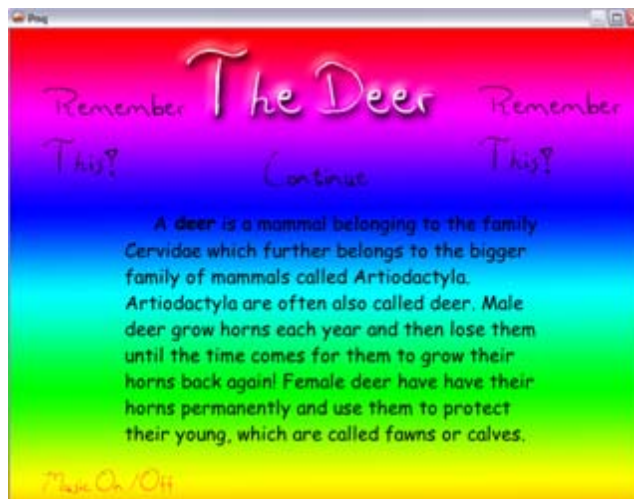 Pnq
The Deer
Remember
This!
Remember
This!
Continue
A deer is a mammal belonging to the family
Cervidae which further belongs to the bigger
family of mammals called Artiodactyla.
Artiodactyla are often also called deer. Male
deer grow horns each year and then lose them
until the time comes for them to grow their
horns back again! Female deer have have their
horns permanently and use them to protect
their young, which are called fawns or calves.
Music On/Off